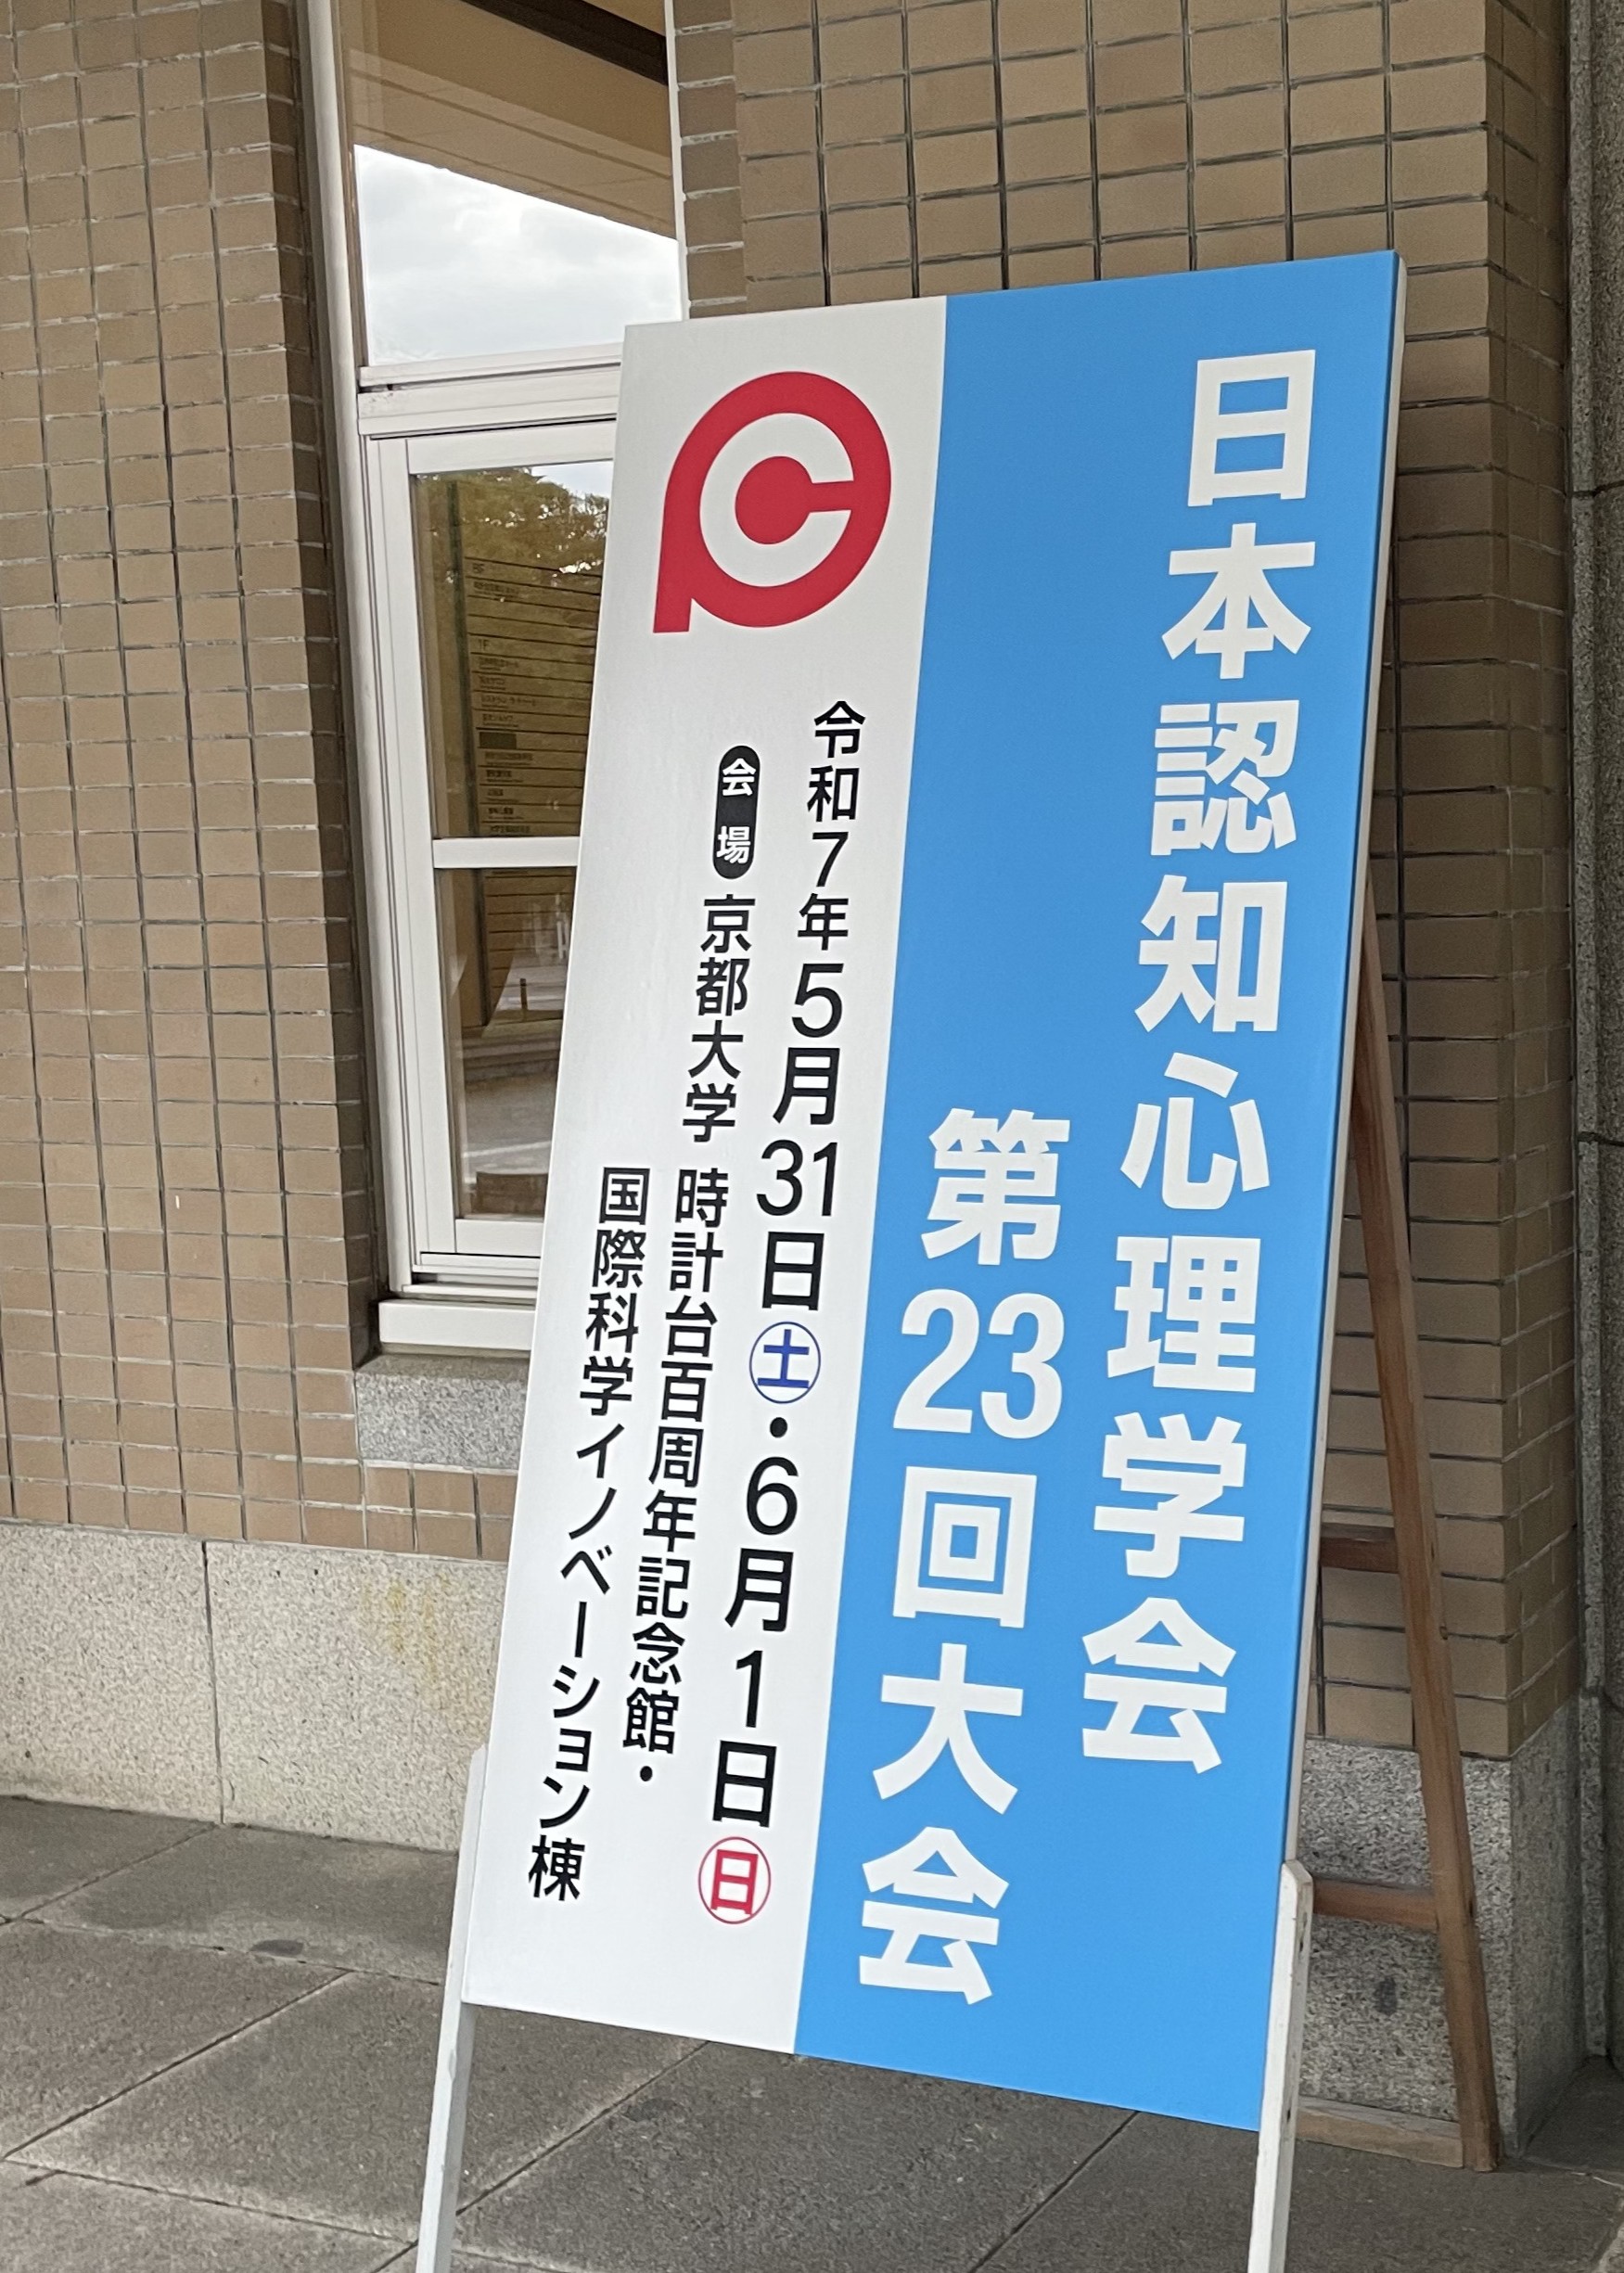 日本認知心理学会
第23回大会
令和7年5月31日㊏・6月1日㊐
会場 京都大学 時計台百周年記念館・
国際科学イノベーション棟